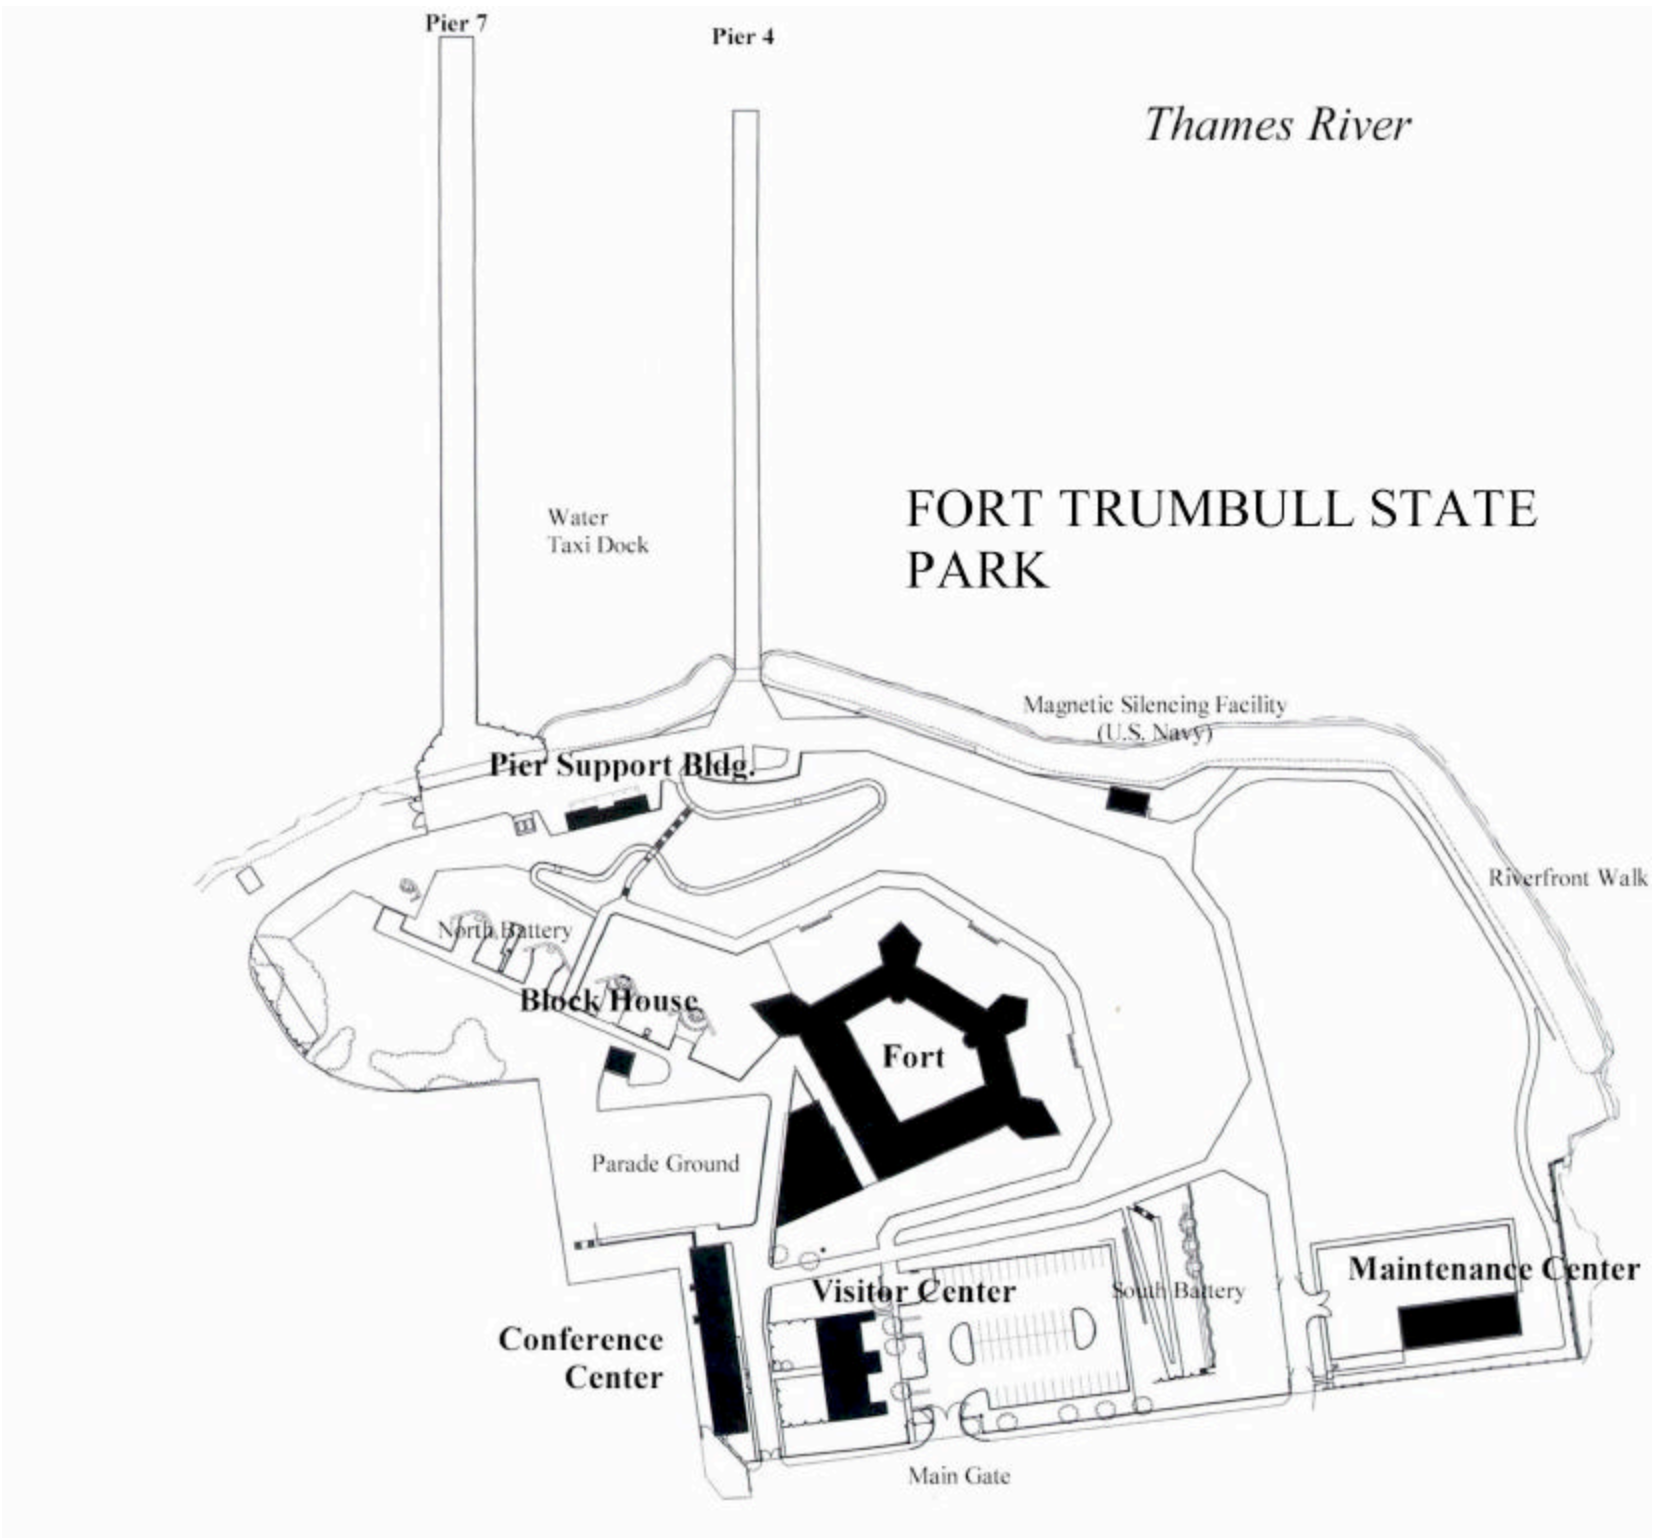 Pier 7
Pier 4
Thames River
Water
Taxi Dock
FORT TRUMBULL STATE
PARK
Magnetic Silencing Facility
(U.S. Navy)
Pier Support Bldg.
Riverfront Walk
North Battery
Block House
Fort
Parade Ground
Visitor Center
South Battery
Maintenance Center
Conference
Center
Main Gate